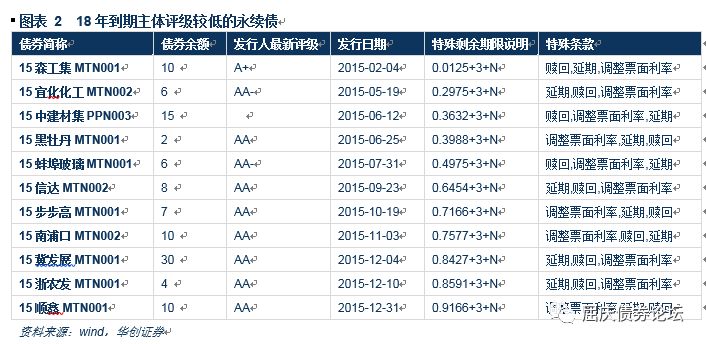 图表 2 18 年到期主体评级较低的永续债
债券简称 债券余额 发行人最新评级 发行日期 特殊剩余期限说明 特殊条款
15 森工集 MTN001 10 A+ 2015-02-04 0.0125+3+N 赎回,延期,调整票面利率
15 宜化化工 MTN002 6 AA- 2015-05-19 0.2975+3+N 延期,赎回,调整票面利率
15 中建材集 PPN003 15 2015-06-12 0.3632+3+N 赎回,延期,调整票面利率
15 黑牡丹 MTN001 2 AA 2015-06-25 0.3988+3+N 调整票面利率,延期,赎回
15 蚌埠玻璃 MTN001 6 AA- 2015-07-31 0.4975+3+N 赎回,调整票面利率,延期
15 信达 MTN002 8 AA 2015-09-23 0.6454+3+N 延期,赎回,调整票面利率
15 步步高 MTN001 7 AA 2015-10-19 0.7166+3+N 调整票面利率,延期,赎回
15 南浦口 MTN002 10 AA 2015-11-03 0.7577+3+N 调整票面利率,赎回,延期
15 冀发展 MTN001 30 AA 2015-12-04 0.8427+3+N 延期,赎回,调整票面利率
15 浙农发 MTN001 4 AA 2015-12-10 0.8591+3+N 延期,赎回,调整票面利率
15 顺鑫 MTN001 10 AA 2015-12-31 0.9166+3+N 调整票面利率,延期,赎回
资料来源：wind，华创证券
屈庆债券论坛